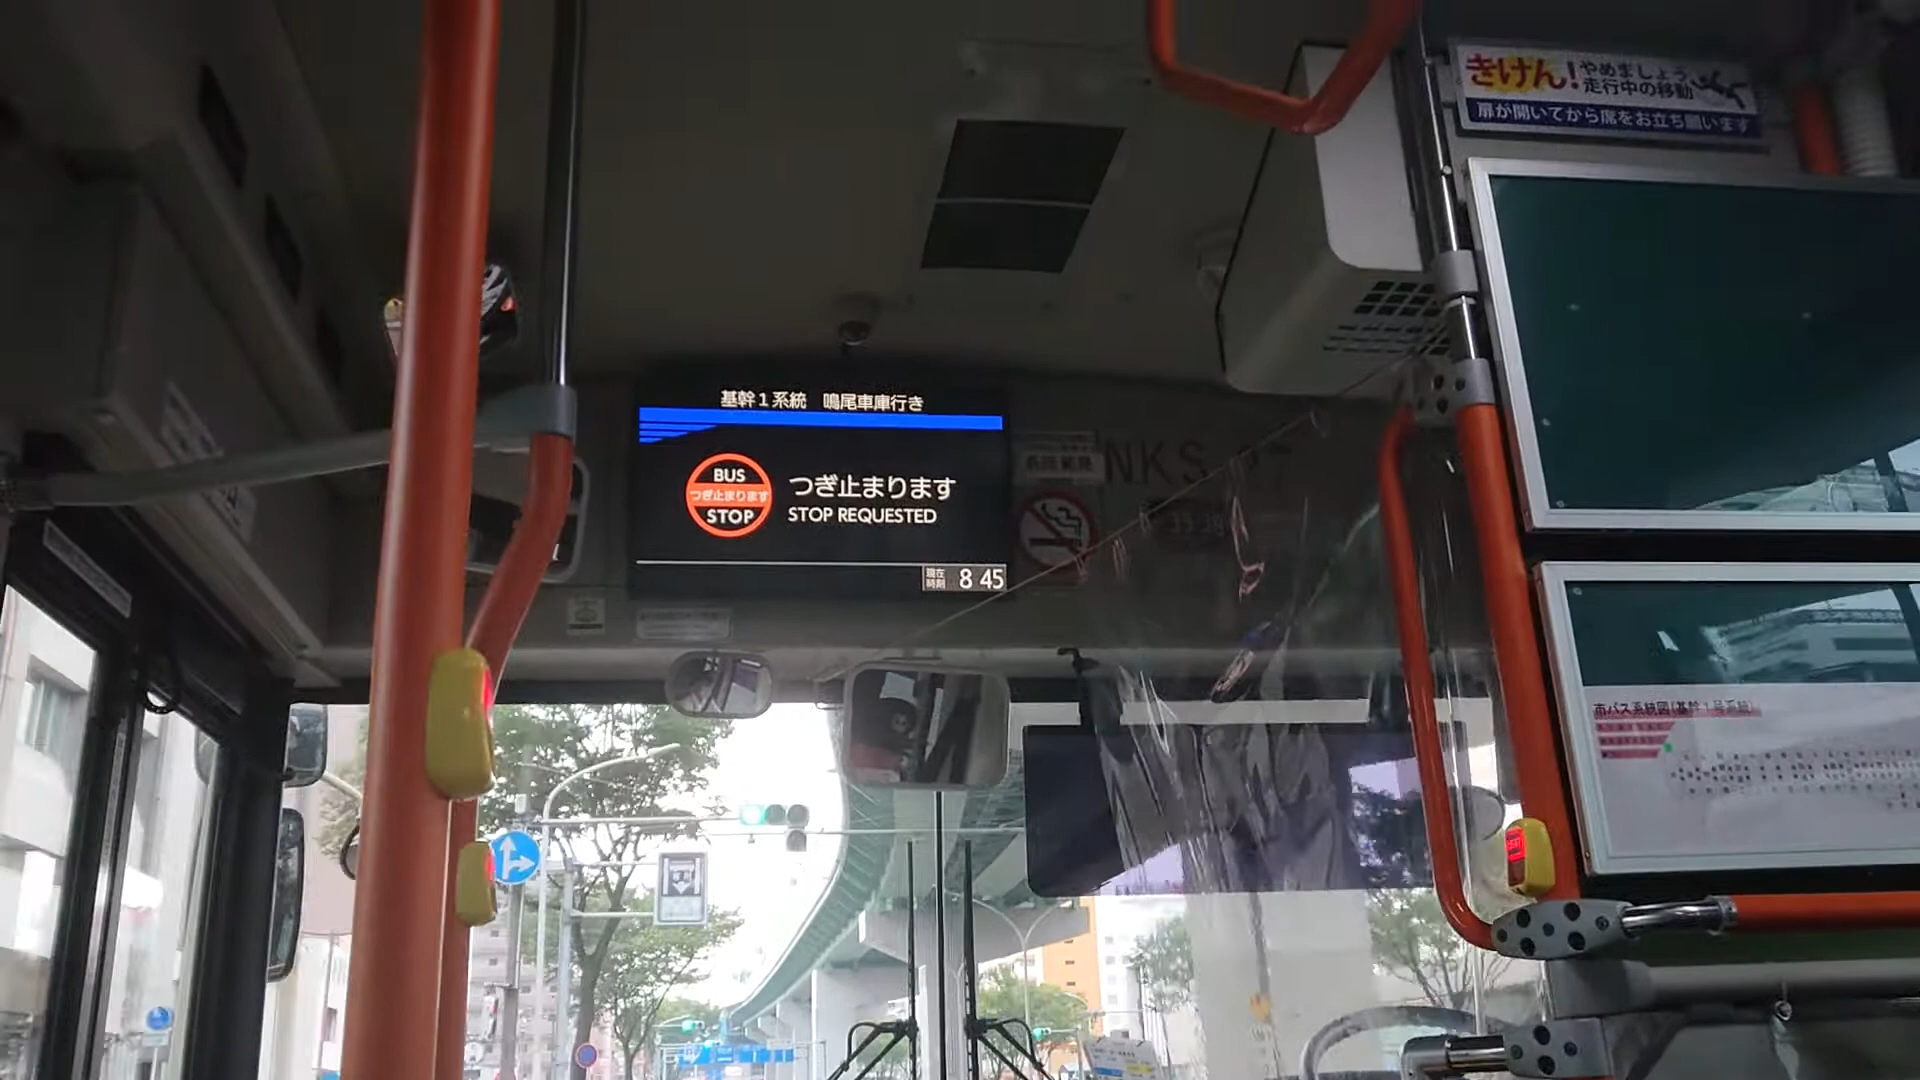 きけん!
やめましょう
走行中の移動
扉が開いてから席をお立ち願います
基幹1系統 鳴尾車庫行き
BUS
つぎ止まります
STOP
つぎ止まります
STOP REQUESTED
現在
時刻
8 45
NKS
市バス系統図(基幹1号系統)